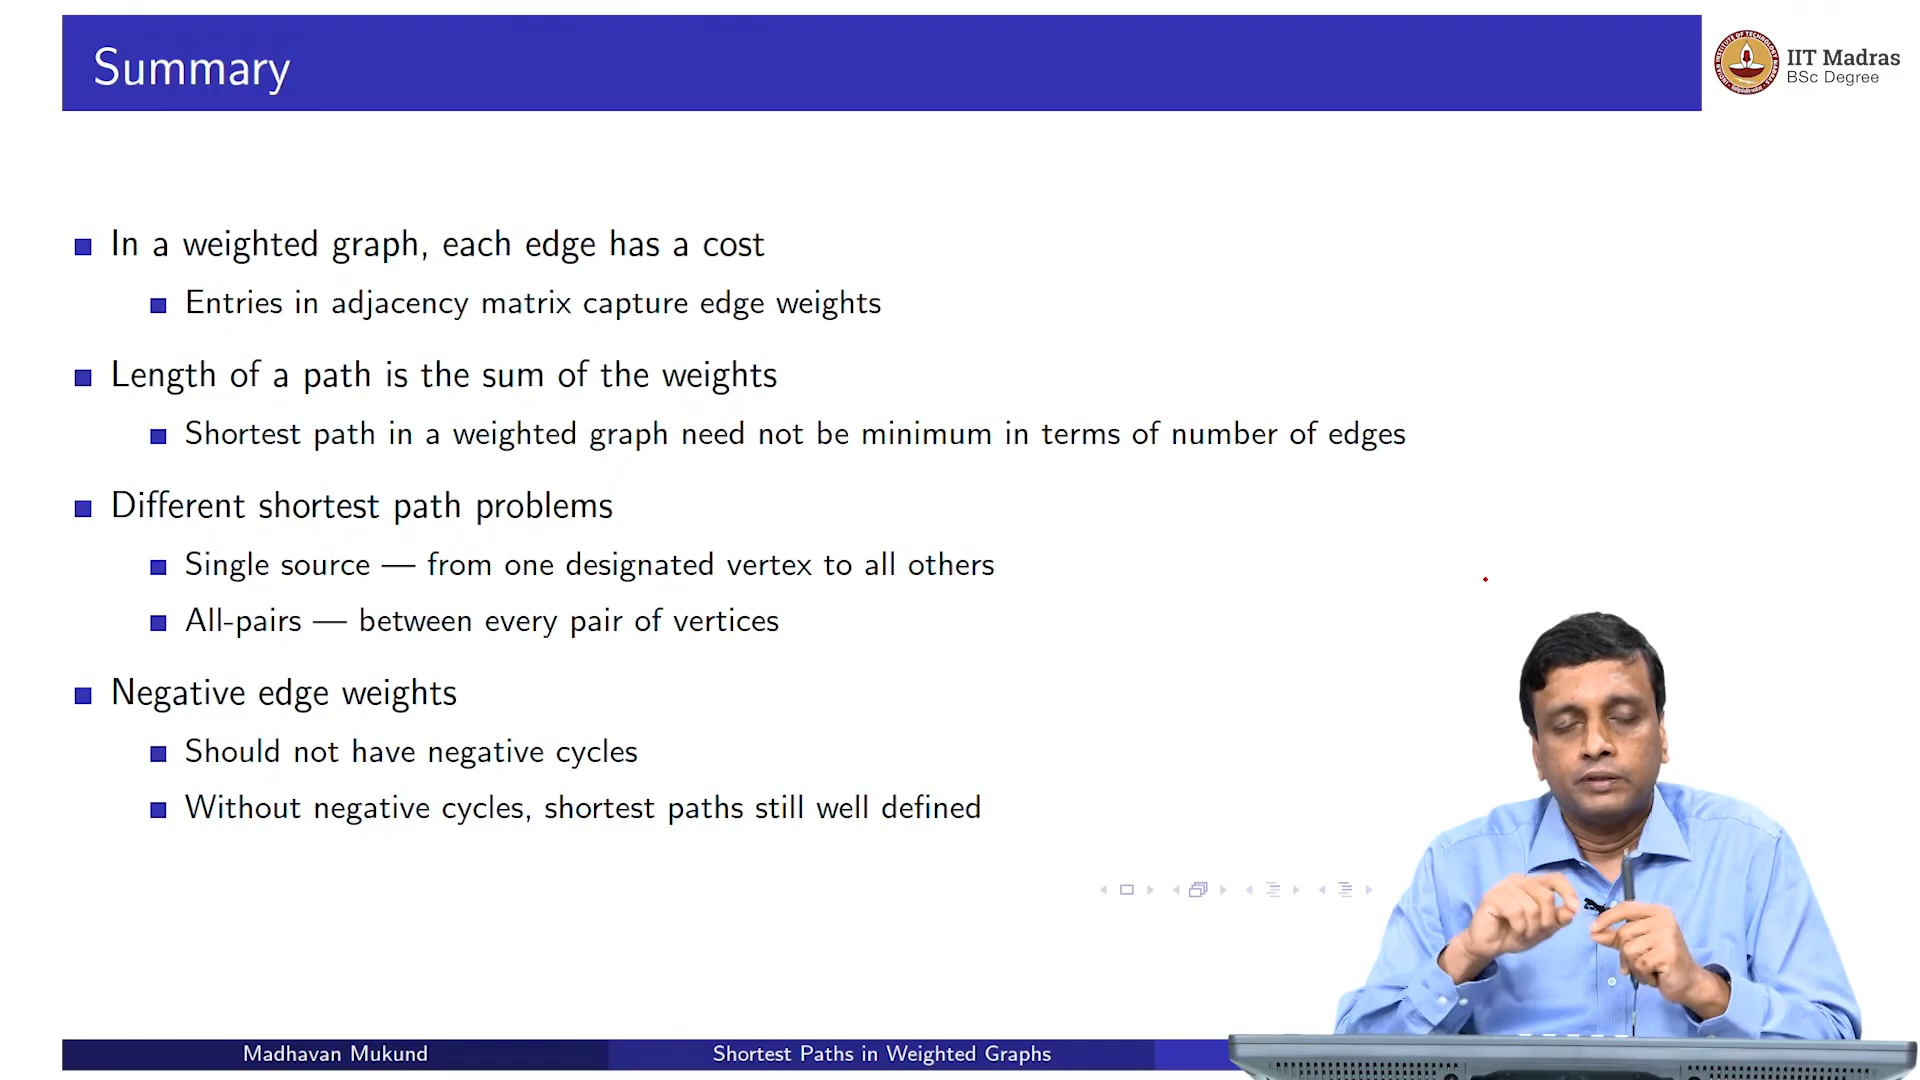 Summary
IIT Madras
BSc Degree
In a weighted graph, each edge has a cost
Entries in adjacency matrix capture edge weights
Length of a path is the sum of the weights
Shortest path in a weighted graph need not be minimum in terms of number of edges
Different shortest path problems
Single source — from one designated vertex to all others
All-pairs — between every pair of vertices
Negative edge weights
Should not have negative cycles
Without negative cycles, shortest paths still well defined
Madhavan Mukund
Shortest Paths in Weighted Graphs